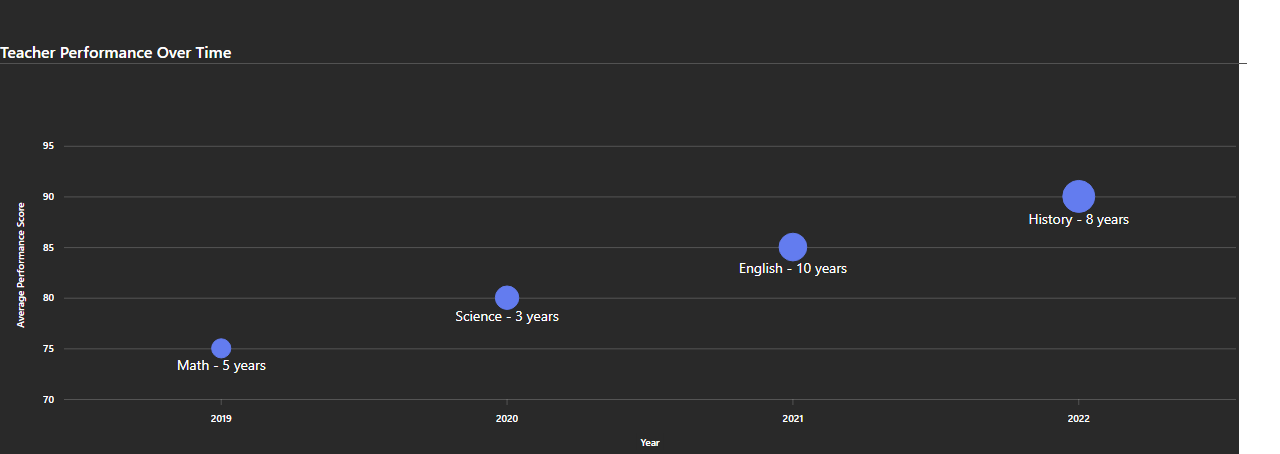 Teacher Performance Over Time
95
90
85
80
75
70
Average Performance Score
History - 8 years
English - 10 years
Science - 3 years
Math - 5 years
2019
2020
2021
2022
Year